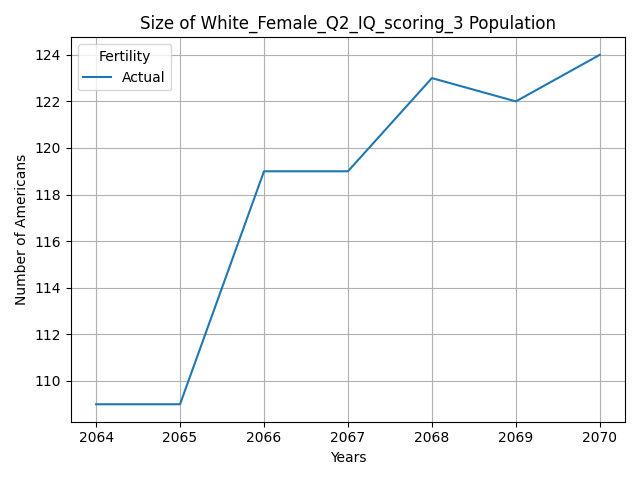 Size of White_Female_Q2_IQ_scoring_3 Population
Fertility
Actual
Number of Americans
124
122
120
118
116
114
112
110
2064 2065 2066 2067 2068 2069 2070
Years